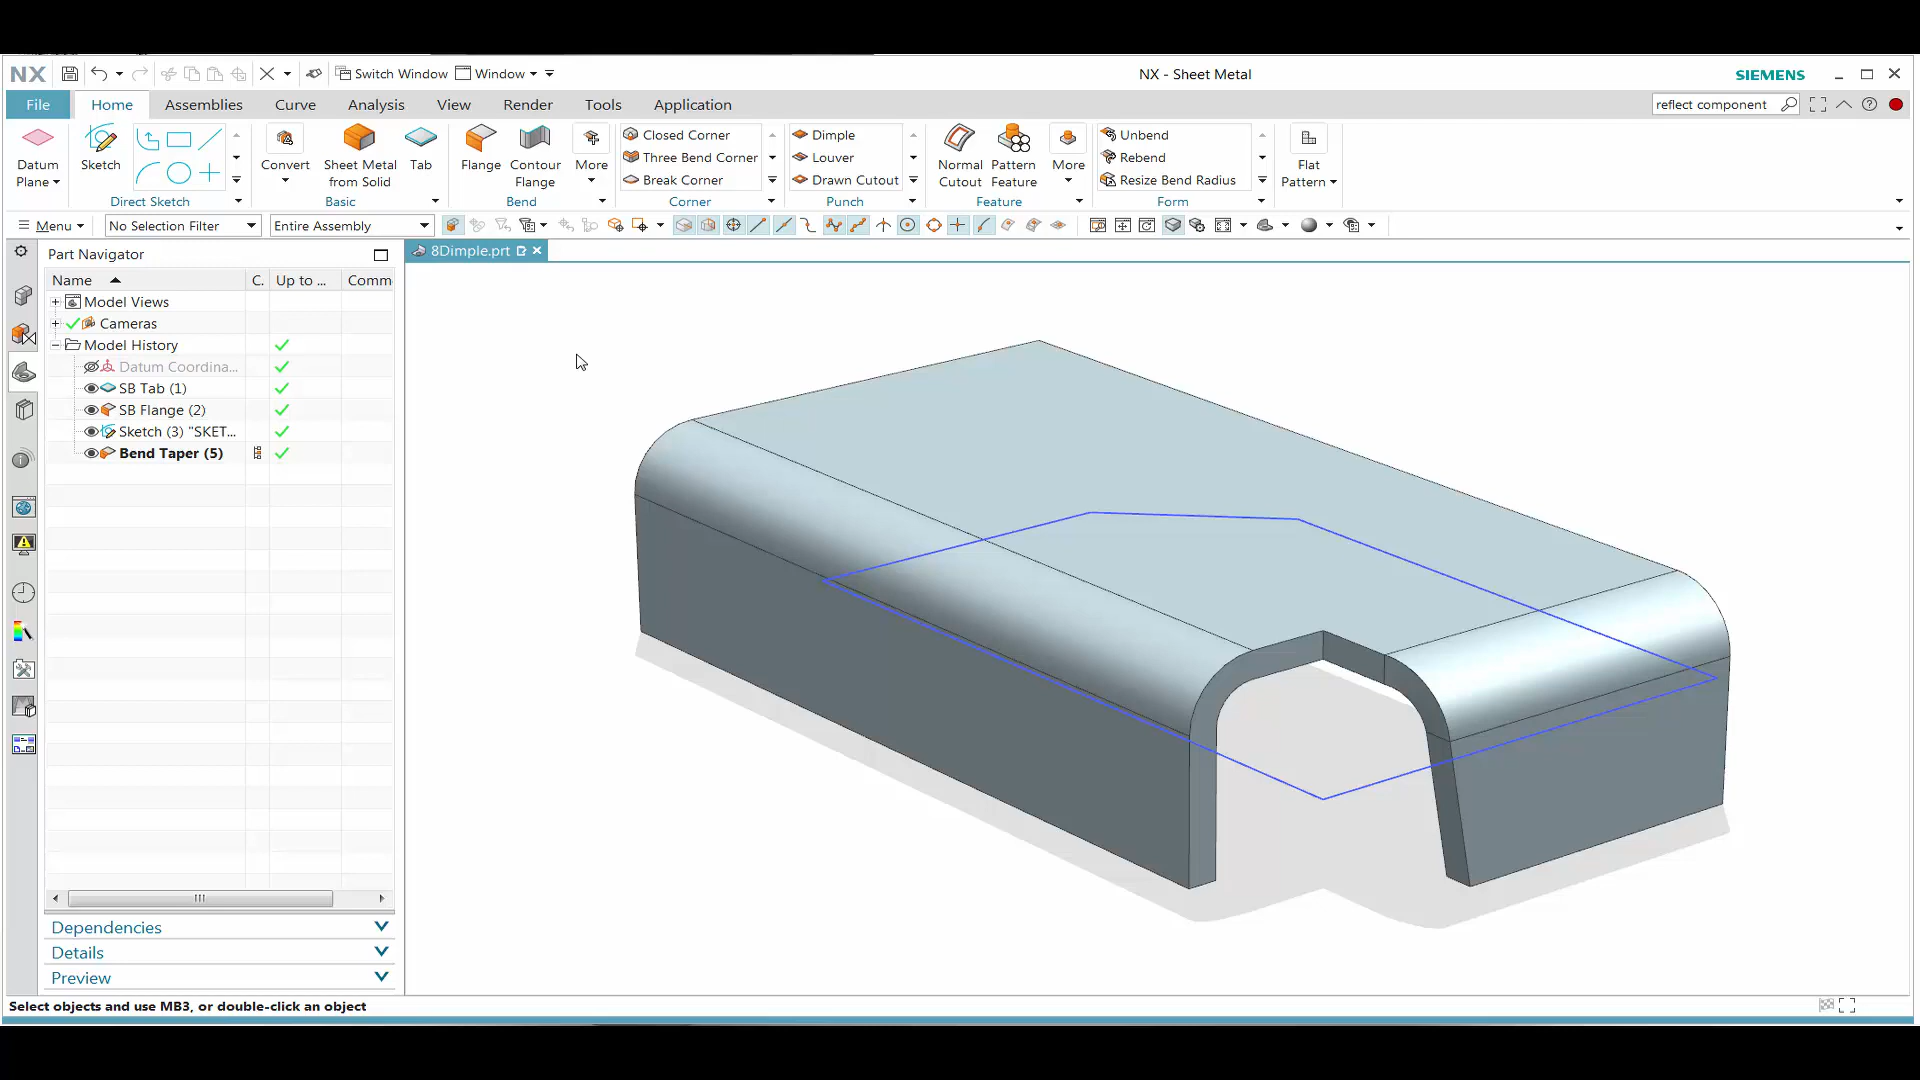 NX Switch Window Window NX - Sheet Metal SIEMENS
File Home Assemblies Curve Analysis View Render Tools Application reflect component
Datum Plane
Sketch
Direct Sketch
Convert
Sheet Metal from Solid
Tab
Basic
Flange
Contour Flange
More
Bend
Closed Corner
Three Bend Corner
Break Corner
Corner
Dimple
Louver
Drawn Cutout
Punch
Normal Cutout
Pattern Feature
More
Feature
Unbend
Rebend
Resize Bend Radius
Form
Flat Pattern
Menu No Selection Filter Entire Assembly
Part Navigator
8Dimple.prt
Name C. Up to ... Comm
Model Views
Cameras
Model History
Datum Coordina...
SB Tab (1)
SB Flange (2)
Sketch (3) "SKET...
Bend Taper (5)
Dependencies
Details
Preview
Select objects and use MB3, or double-click an object